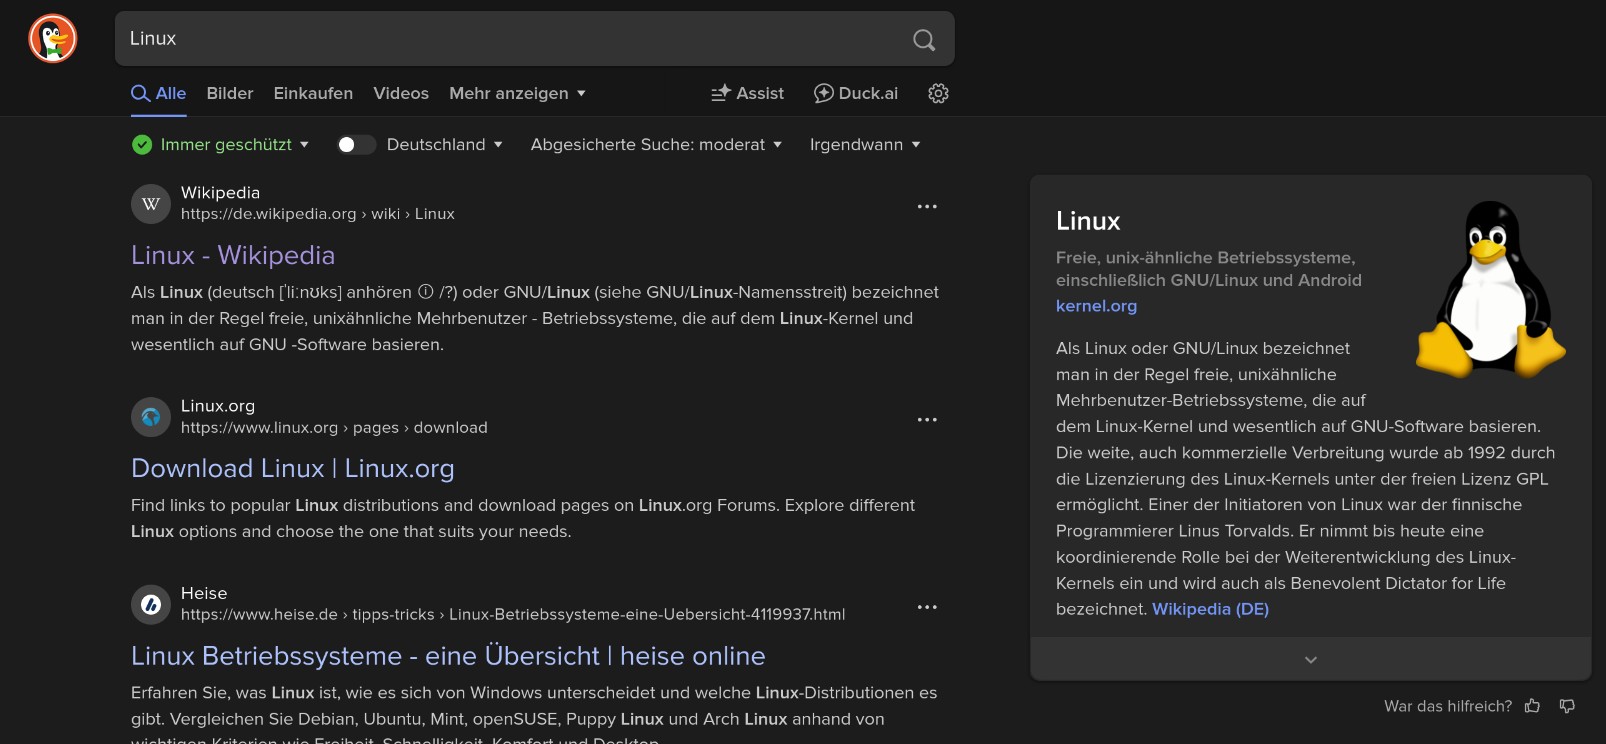 Linux
Alle Bilder Einkaufen Videos Mehr anzeigen Assist Duck.ai
Immer geschützt Deutschland Abgesicherte Suche: moderat Irgendwann
W
Wikipedia
https://de.wikipedia.org › wiki › Linux
Linux - Wikipedia
Als Linux (deutsch [ˈliːnʊks] anhören ⓘ /?) oder GNU/Linux (siehe GNU/Linux-Namensstreit) bezeichnet
man in der Regel freie, unixähnliche Mehrbenutzer - Betriebssysteme, die auf dem Linux-Kernel und
wesentlich auf GNU -Software basieren.
Linux.org
https://www.linux.org › pages › download
Download Linux | Linux.org
Find links to popular Linux distributions and download pages on Linux.org Forums. Explore different
Linux options and choose the one that suits your needs.
Heise
https://www.heise.de › tipps-tricks › Linux-Betriebssysteme-eine-Uebersicht-4119937.html
Linux Betriebssysteme - eine Übersicht | heise online
Erfahren Sie, was Linux ist, wie es sich von Windows unterscheidet und welche Linux-Distributionen es
gibt. Vergleichen Sie Debian, Ubuntu, Mint, openSUSE, Puppy Linux und Arch Linux anhand von
wichtigen Kriterien wie Freiheit, Schnelligkeit, Komfort und Desktop.
Linux
Freie, unix-ähnliche Betriebssysteme,
einschließlich GNU/Linux und Android
kernel.org
Als Linux oder GNU/Linux bezeichnet
man in der Regel freie, unixähnliche
Mehrbenutzer-Betriebssysteme, die auf
dem Linux-Kernel und wesentlich auf GNU-Software basieren.
Die weite, auch kommerzielle Verbreitung wurde ab 1992 durch
die Lizenzierung des Linux-Kernels unter der freien Lizenz GPL
ermöglicht. Einer der Initiatoren von Linux war der finnische
Programmierer Linus Torvalds. Er nimmt bis heute eine
koordinierende Rolle bei der Weiterentwicklung des Linux-
Kernels ein und wird auch als Benevolent Dictator for Life
bezeichnet. Wikipedia (DE)
War das hilfreich?